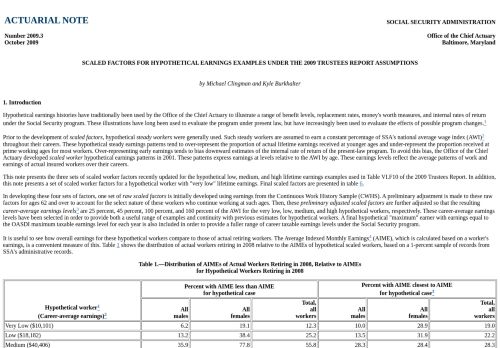 ACTUARIAL NOTE
SOCIAL SECURITY ADMINISTRATION
Number 2009.3
October 2009
Office of the Chief Actuary
Baltimore, Maryland
SCALED FACTORS FOR HYPOTHETICAL EARNINGS EXAMPLES UNDER THE 2009 TRUSTEES REPORT ASSUMPTIONS
by Michael Clingman and Kyle Burkhalter
1. Introduction
Hypothetical earnings histories have traditionally been used by the Office of the Chief Actuary to illustrate a range of benefit levels, replacement rates, money's worth measures, and internal rates of return
under the Social Security Program. These illustrations have long been used to evaluate the program under present law, but have increasingly been used to evaluate the effects of possible program changes.1
Prior to the development of scaled factors, hypothetical steady workers were generally used. Such steady workers are assumed to earn a constant percentage of SSA's national average wage index (AWI)2
throughout their careers. These hypothetical steady earnings patterns tend to over-represent the proportion of actual lifetime earnings received at younger ages and under-represent the proportion received at
prime working ages for most workers. Over-representing early earnings tends to bias downward estimates of the internal rate of return of the present-law program. To avoid this bias, the Office of the Chief
Actuary developed scaled worker hypothetical earnings patterns in 2001. These patterns express earnings at levels relative to the AWI by age. These earnings levels reflect the average patterns of work and
earnings of actual insured workers over their careers.
This note presents the three sets of scaled worker factors recently updated for the hypothetical low, medium, and high lifetime earnings examples used in Table VI.F10 of the 2009 Trustees Report. In addition,
this note presents a set of scaled worker factors for a hypothetical worker with "very low" lifetime earnings. Final scaled factors are presented in table 6.
In developing these four sets of factors, one set of raw scaled factors is initially developed using earnings from the Continuous Work History Sample (CWHS). A preliminary adjustment is made to these raw
factors for ages 62 and over to account for the select nature of these workers who continue working at such ages. Then, these preliminary adjusted scaled factors are further adjusted so that the resulting
career-average earnings levels3 are 25 percent, 45 percent, 100 percent, and 160 percent of the AWI for the very low, low, medium, and high hypothetical workers, respectively. These career-average earnings
levels have been selected in order to provide both a useful range of examples and continuity with previous estimates for hypothetical workers. A final hypothetical "maximum" earner with earnings equal to
the OASDI maximum taxable earnings level for each year is also included in order to provide a fuller range of career taxable earnings levels under the Social Security program.
It is useful to see how overall earnings for these hypothetical workers compare to those of actual retiring workers. The Average Indexed Monthly Earnings4 (AIME), which is calculated based on a worker's
earnings, is a convenient measure of this. Table 1 shows the distribution of actual workers retiring in 2008 relative to the AIMEs of hypothetical scaled workers, based on a 1-percent sample of records from
SSA's administrative records.
Table 1.—Distribution of AIMEs of Actual Workers Retiring in 2008, Relative to AIMEs
for Hypothetical Workers Retiring in 2008
Hypothetical worker1
(Career-average earnings)2
Percent with AIME less than AIME
for hypothetical case
Percent with AIME closest to AIME
for hypothetical case3
All males
All females
Total, all workers
All males
All females
Total, all workers
Very Low ($10,101) 6.2 19.1 12.3 10.0 28.9 19.0
Low ($18,182) 13.2 38.4 25.2 13.5 31.9 22.2
Medium ($40,406) 35.9 77.8 55.8 28.3 28.4 28.3